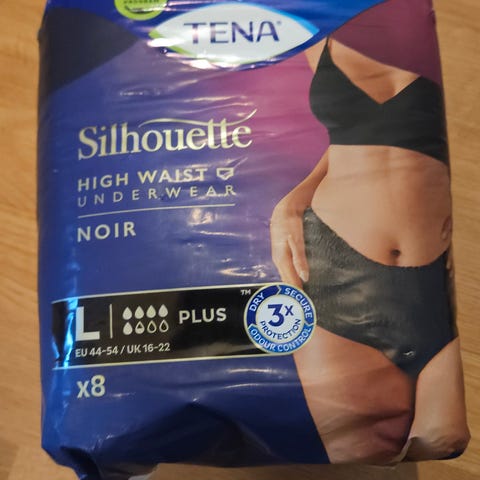 TENA
Silhouette
HIGH WAIST
UNDERWEAR
NOIR
L PLUS
EU 44-54 / UK 16-22
x8
™
DRY SECURE
3x
PROTECTION
ODOUR CONTROL